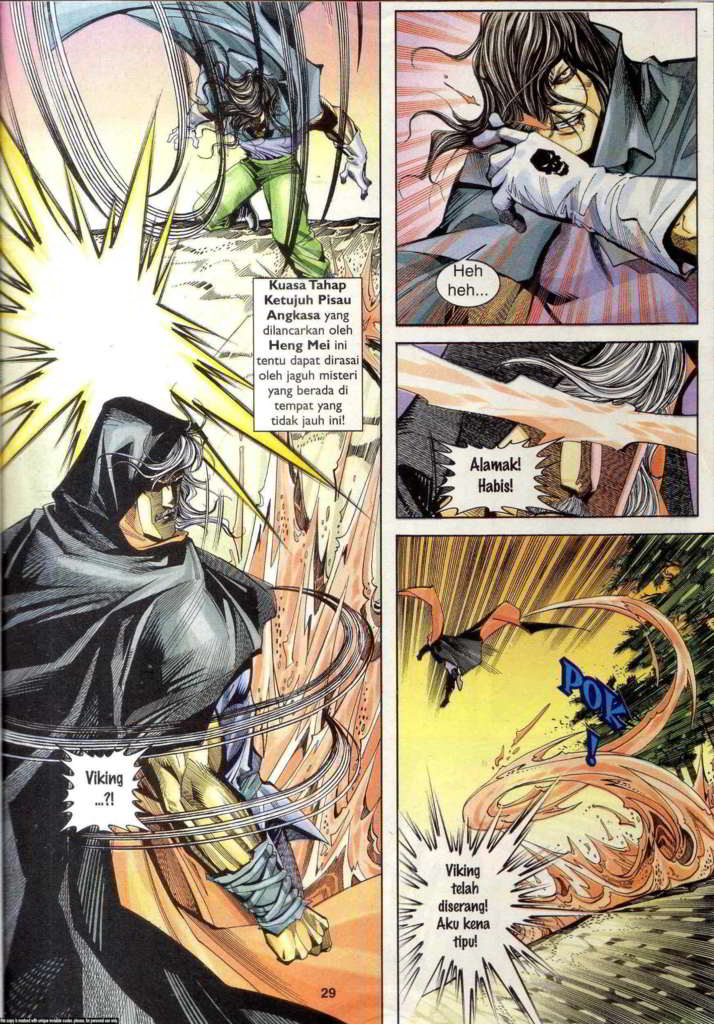 Kuasa Tahap
Ketujuh Pisau
Angkasa yang
dilancarkan oleh
Heng Mei ini
tentu dapat dirasai
oleh jaguh misteri
yang berada di
tempat yang
tidak jauh ini!
Viking
...?!
Heh
heh...
Alamak!
Habis!
POK
!
Viking
telah
diserang!
Aku kena
tipu!
29